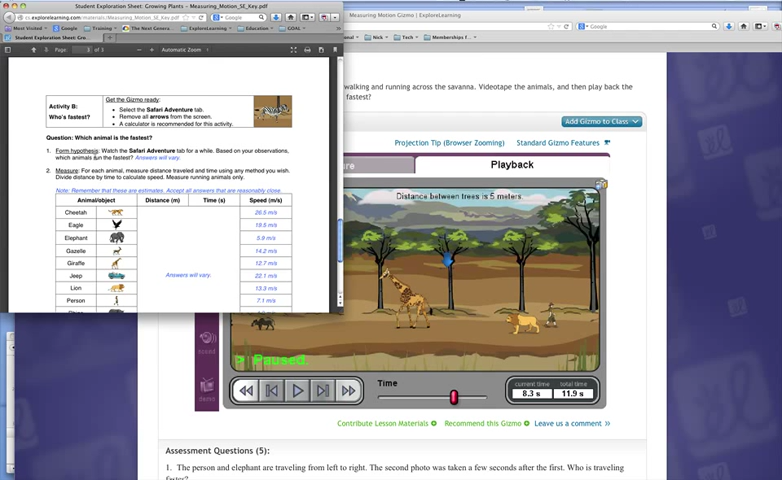 Student Exploration Sheet: Growing Plants – Measuring_Motion_SE_Key.pdf
explorelearning.com/materials/Measuring_Motion_SE_Key.pdf
Google
Most Visited
Google
Training
The Next Genera...
ExploreLearning
Education
GOAL
Student Exploration Sheet: Gro...
Page:
3
of 3
Automatic Zoom
Activity B:
Who's fastest?
Get the Gizmo ready:
• Select the Safari Adventure tab.
• Remove all arrows from the screen.
• A calculator is recommended for this activity.
Question: Which animal is the fastest?
1. Form hypothesis: Watch the Safari Adventure tab for a while. Based on your observations,
which animals run the fastest? Answers will vary.
2. Measure: For each animal, measure distance traveled and time using any method you wish.
Divide distance by time to calculate speed. Measure running animals only.
Note: Remember that these are estimates. Accept all answers that are reasonably close.
Animal/object Distance (m) Time (s) Speed (m/s)
Cheetah 26.5 m/s
Eagle 19.5 m/s
Elephant 5.9 m/s
Gazelle 14.2 m/s
Giraffe 12.7 m/s
Jeep Answers will vary. 22.1 m/s
Lion 13.3 m/s
Person 7.1 m/s
Measuring Motion Gizmo | ExploreLearning
Google
Nick
Tech
Memberships f...
walking and running across the savanna. Videotape the animals, and then play back the
fastest?
Add Gizmo to Class
Projection Tip (Browser Zooming)
Standard Gizmo Features
Playback
Distance between trees is 5 meters
Paused
Time
current time
8.3 s
total time
11.9 s
Contribute Lesson Materials
Recommend this Gizmo
Leave us a comment
Assessment Questions (5):
1. The person and elephant are traveling from left to right. The second photo was taken a few seconds after the first. Who is traveling
faster?